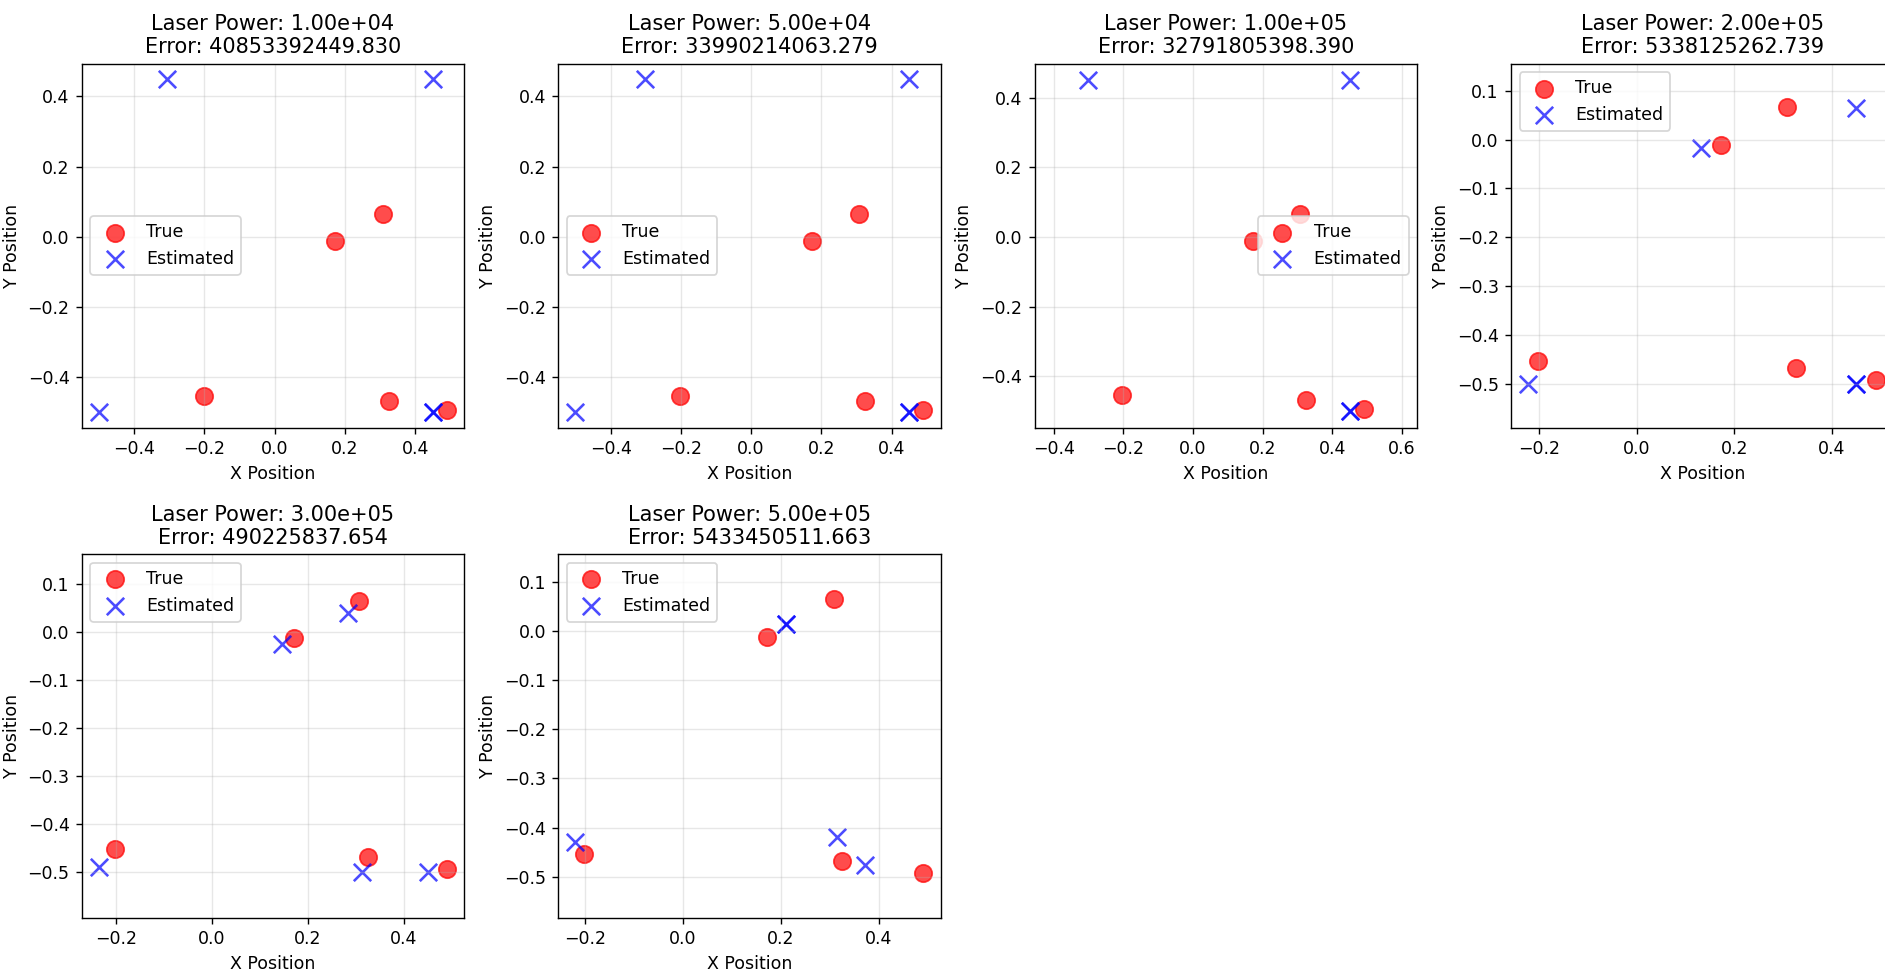 Laser Power: 1.00e+04
Error: 40853392449.830
0.4
0.2
0.0
−0.2
−0.4
Y Position
True
Estimated
−0.4 −0.2 0.0 0.2 0.4
X Position
Laser Power: 5.00e+04
Error: 33990214063.279
0.4
0.2
0.0
−0.2
−0.4
Y Position
True
Estimated
−0.4 −0.2 0.0 0.2 0.4
X Position
Laser Power: 1.00e+05
Error: 32791805398.390
0.4
0.2
0.0
−0.2
−0.4
Y Position
True
Estimated
−0.4 −0.2 0.0 0.2 0.4 0.6
X Position
Laser Power: 2.00e+05
Error: 5338125262.739
0.1
0.0
−0.1
−0.2
−0.3
−0.4
−0.5
Y Position
True
Estimated
−0.2 0.0 0.2 0.4
X Position
Laser Power: 3.00e+05
Error: 490225837.654
0.1
0.0
−0.1
−0.2
−0.3
−0.4
−0.5
Y Position
True
Estimated
−0.2 0.0 0.2 0.4
X Position
Laser Power: 5.00e+05
Error: 5433450511.663
0.1
0.0
−0.1
−0.2
−0.3
−0.4
−0.5
Y Position
True
Estimated
−0.2 0.0 0.2 0.4
X Position